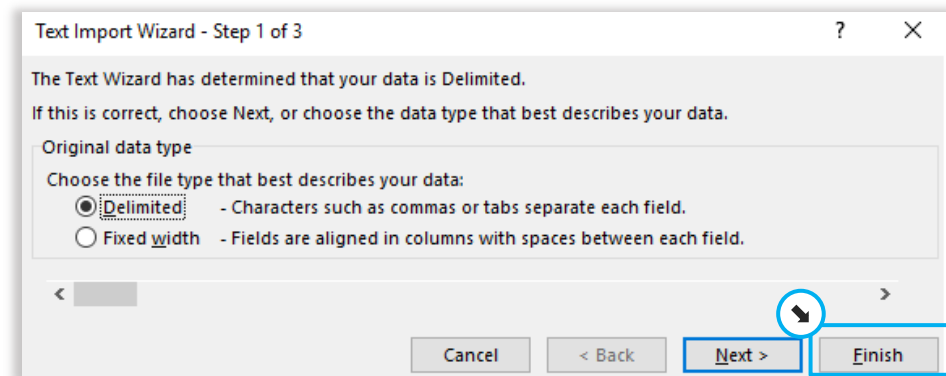 Text Import Wizard - Step 1 of 3 ?
The Text Wizard has determined that your data is Delimited.
If this is correct, choose Next, or choose the data type that best describes your data.
Original data type
Choose the file type that best describes your data:
Delimited - Characters such as commas or tabs separate each field.
Fixed width - Fields are aligned in columns with spaces between each field.
Cancel < Back Next > Finish